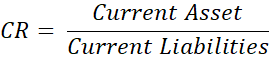 CR = Current Asset / Current Liabilities